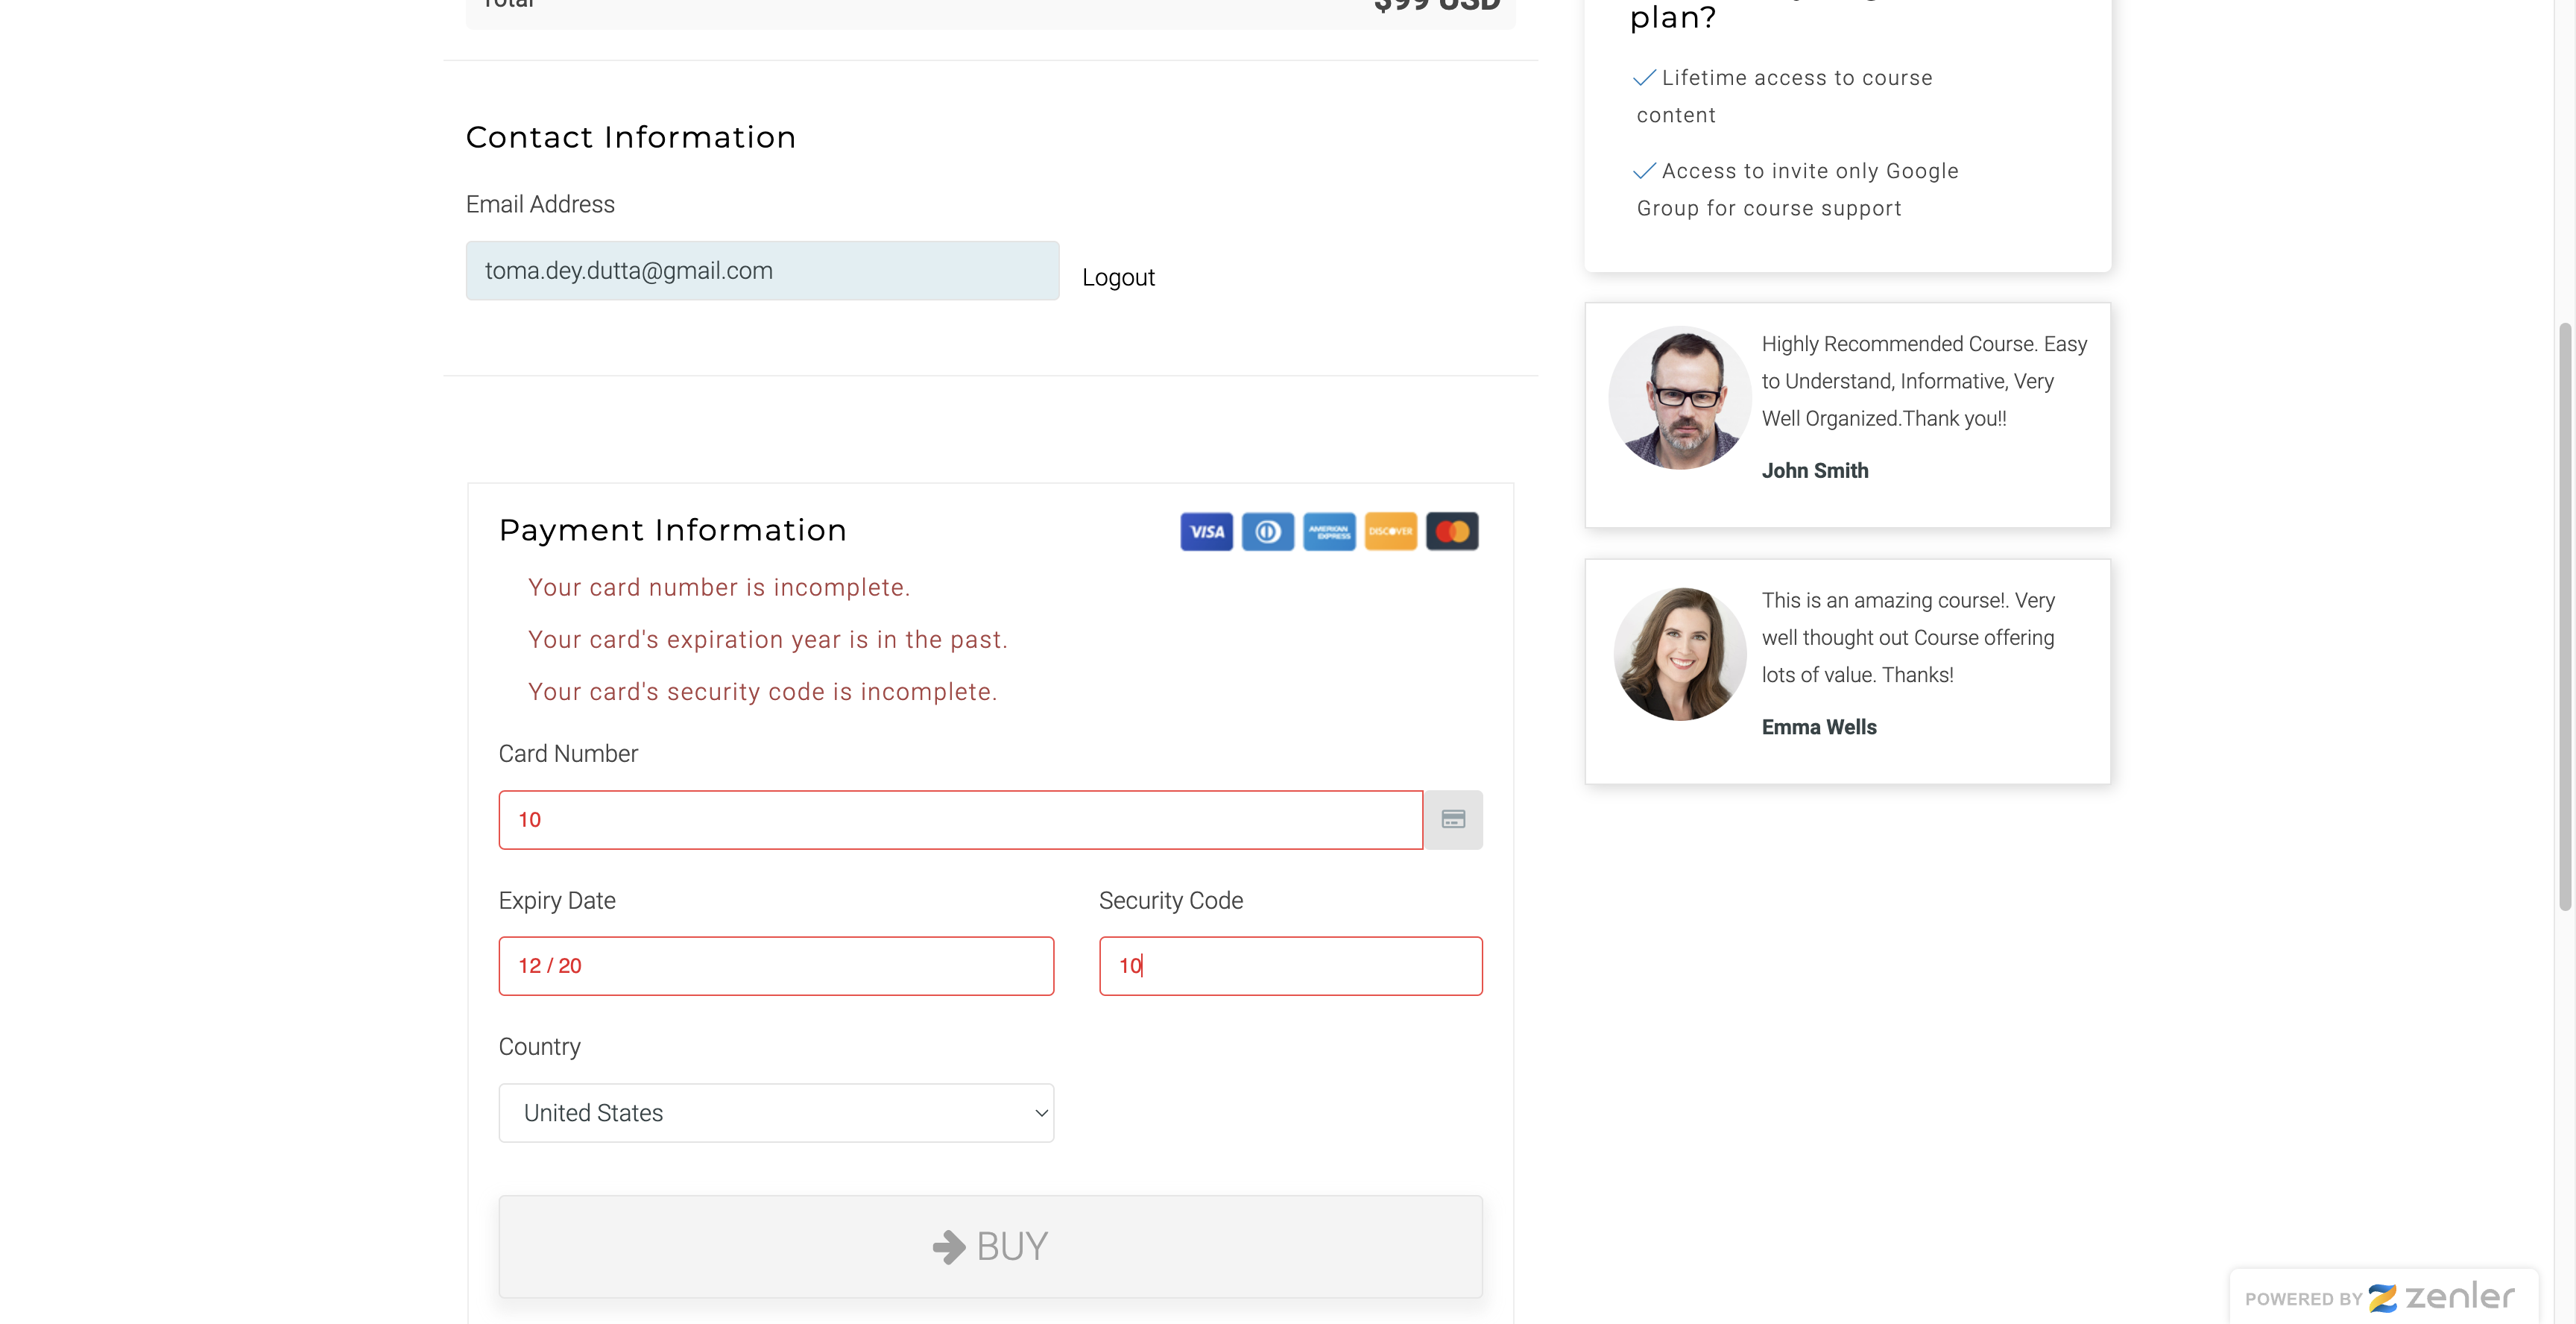 Total $99 USD
Contact Information
Email Address
toma.dey.dutta@gmail.com
Logout
Payment Information
VISA
AMERICAN EXPRESS
DISCOVER
Your card number is incomplete.
Your card's expiration year is in the past.
Your card's security code is incomplete.
Card Number
10
Expiry Date
Security Code
12 / 20
10
Country
United States
BUY
plan?
Lifetime access to course
content
Access to invite only Google
Group for course support
Highly Recommended Course. Easy
to Understand, Informative, Very
Well Organized.Thank you!!
John Smith
This is an amazing course!. Very
well thought out Course offering
lots of value. Thanks!
Emma Wells
POWERED BY zenler